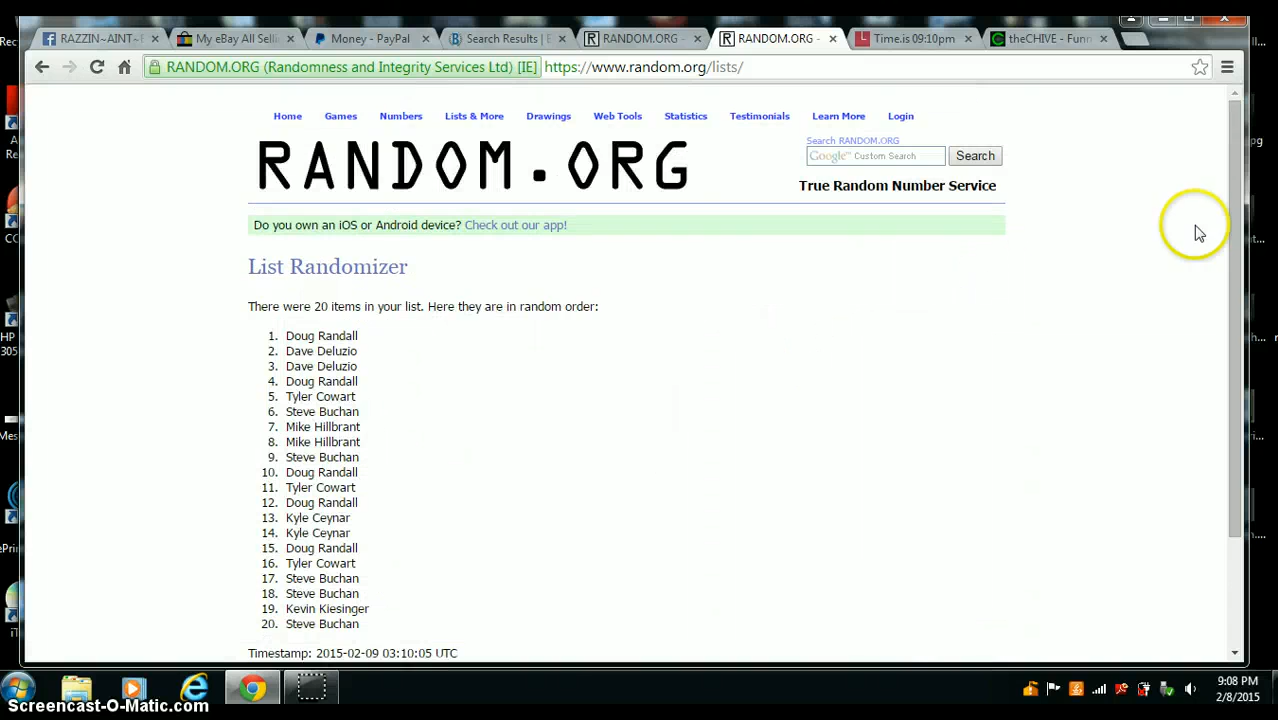 RAZZIN~AINT~
My eBay All Selli
Money - PayPal
Search Results | E
RANDOM.ORG -
RANDOM.ORG -
Time.is 09:10pm
theCHIVE - Funn
RANDOM.ORG (Randomness and Integrity Services Ltd) [IE] https://www.random.org/lists/
Home Games Numbers Lists & More Drawings Web Tools Statistics Testimonials Learn More Login
Search RANDOM.ORG
Google™ Custom Search Search
RANDOM.ORG
True Random Number Service
Do you own an iOS or Android device? Check out our app!
List Randomizer
There were 20 items in your list. Here they are in random order:
1. Doug Randall
2. Dave Deluzio
3. Dave Deluzio
4. Doug Randall
5. Tyler Cowart
6. Steve Buchan
7. Mike Hillbrant
8. Mike Hillbrant
9. Steve Buchan
10. Doug Randall
11. Tyler Cowart
12. Doug Randall
13. Kyle Ceynar
14. Kyle Ceynar
15. Doug Randall
16. Tyler Cowart
17. Steve Buchan
18. Steve Buchan
19. Kevin Kiesinger
20. Steve Buchan
Timestamp: 2015-02-09 03:10:05 UTC
HP
305
9:08 PM
2/8/2015
Screencast-O-Matic.com